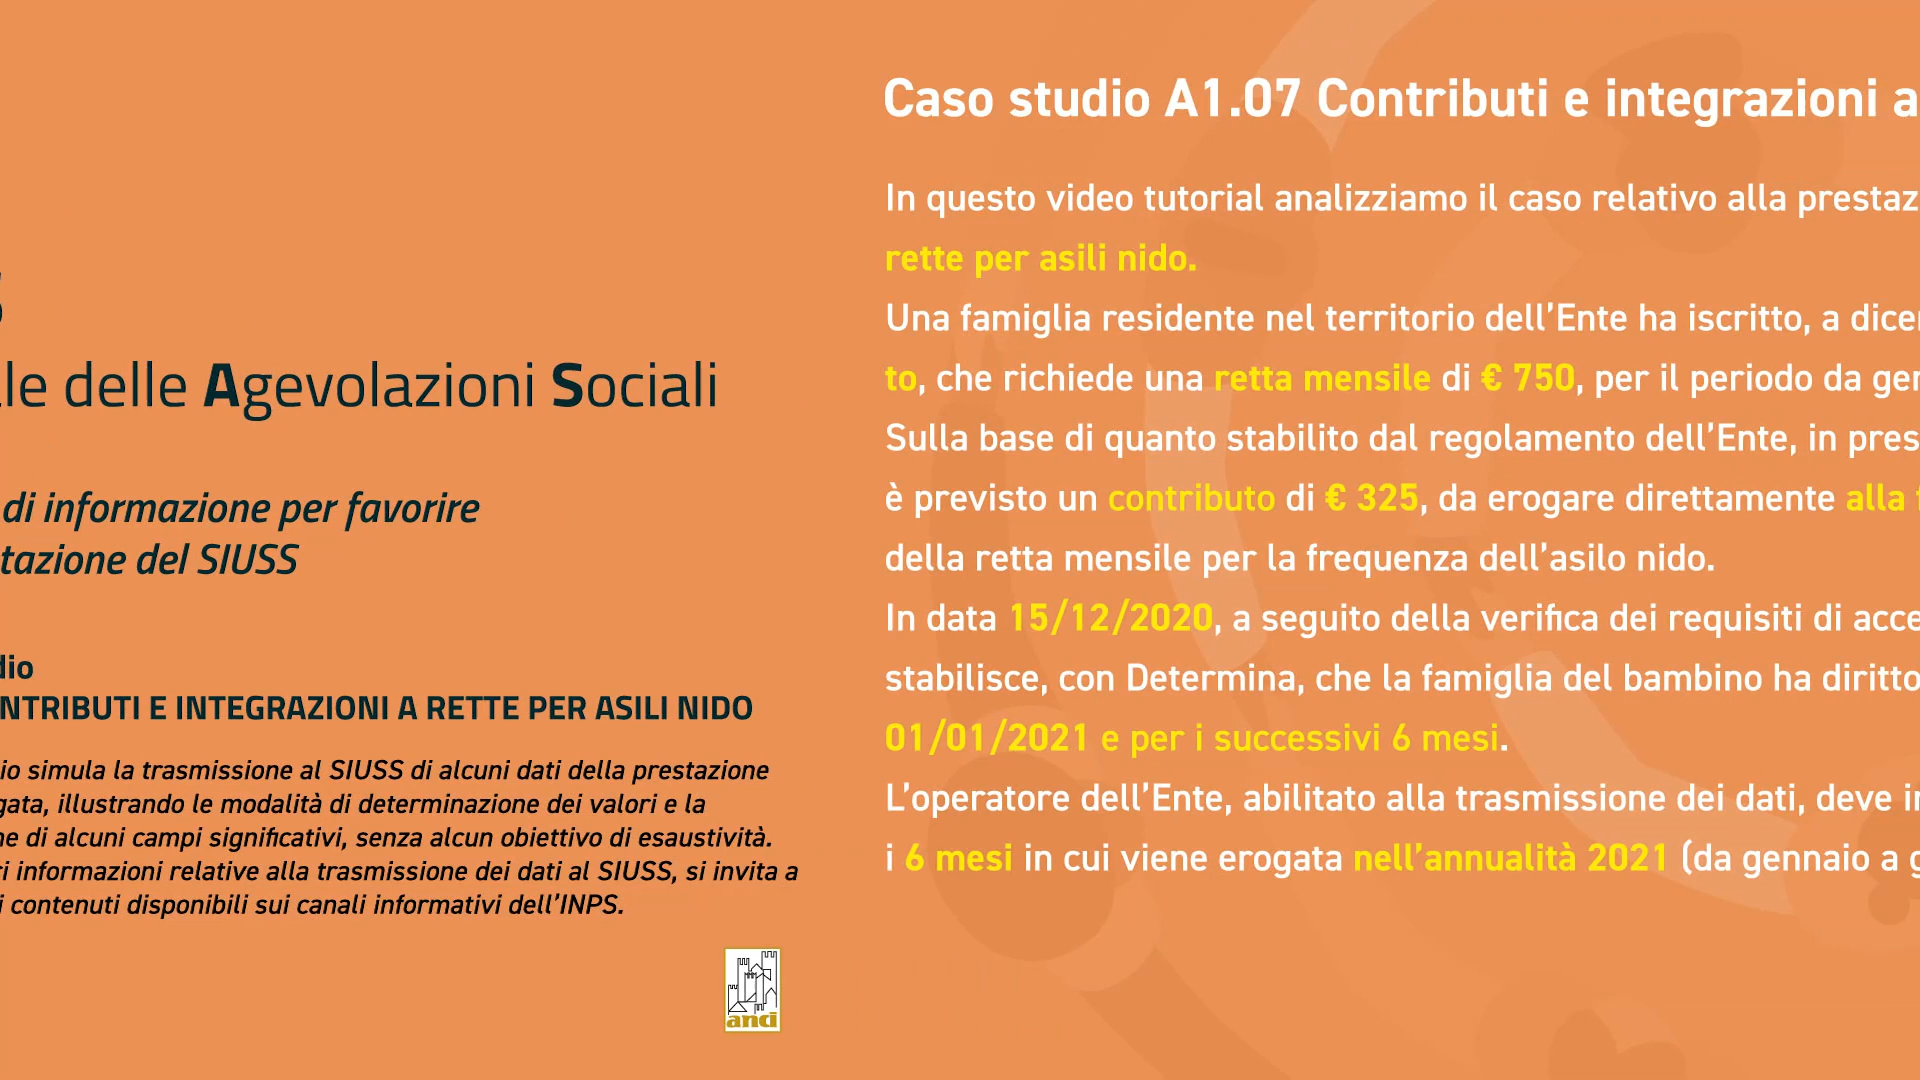 le delle Agevolazioni Sociali
di informazione per favorire
tazione del SIUSS
dio
NTRIBUTI E INTEGRAZIONI A RETTE PER ASILI NIDO
io simula la trasmissione al SIUSS di alcuni dati della prestazione
gata, illustrando le modalità di determinazione dei valori e la
ne di alcuni campi significativi, senza alcun obiettivo di esaustività.
ri informazioni relative alla trasmissione dei dati al SIUSS, si invita a
i contenuti disponibili sui canali informativi dell'INPS.
anci
Caso studio A1.07 Contributi e integrazioni a
In questo video tutorial analizziamo il caso relativo alla prestaz
rette per asili nido.
Una famiglia residente nel territorio dell'Ente ha iscritto, a dice
to, che richiede una retta mensile di € 750, per il periodo da gen
Sulla base di quanto stabilito dal regolamento dell'Ente, in pres
è previsto un contributo di € 325, da erogare direttamente alla
della retta mensile per la frequenza dell'asilo nido.
In data 15/12/2020, a seguito della verifica dei requisiti di acce
stabilisce, con Determina, che la famiglia del bambino ha diritto
01/01/2021 e per i successivi 6 mesi.
L'operatore dell'Ente, abilitato alla trasmissione dei dati, deve in
i 6 mesi in cui viene erogata nell'annualità 2021 (da gennaio a g